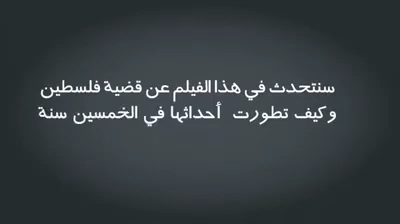 سنتحدث في هذا الفيلم عن قضية فلسطين
وكيف تطورت أحداثها في الخمسين سنة